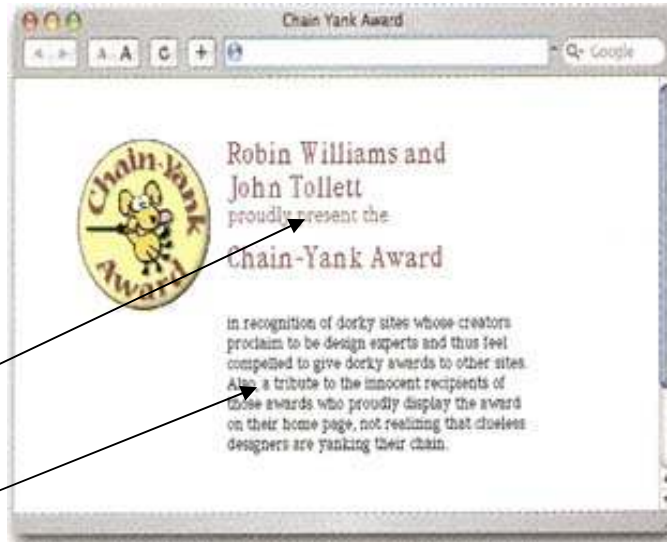 Chain Yank Award
A A C + Q- Google
Chain-Yank
Award
Robin Williams and
John Tollett
proudly present the
Chain-Yank Award
in recognition of dorky sites whose creators
proclaim to be design experts and thus feel
compelled to give dorky awards to other sites.
Also, a tribute to the innocent recipients of
those awards who proudly display the award
on their home page, not realizing that clueless
designers are yanking their chain.